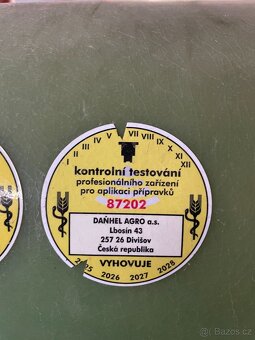 I II III IV V VI VII VIII IX X XI XII
kontrolní testování
profesionálního zařízení
pro aplikaci přípravků
87202
DAŇHEL AGRO a.s.
Lbosín 43
257 26 Divišov
Česká republika
VYHOVUJE
2025 2026 2027 2028
Sbazar.cz